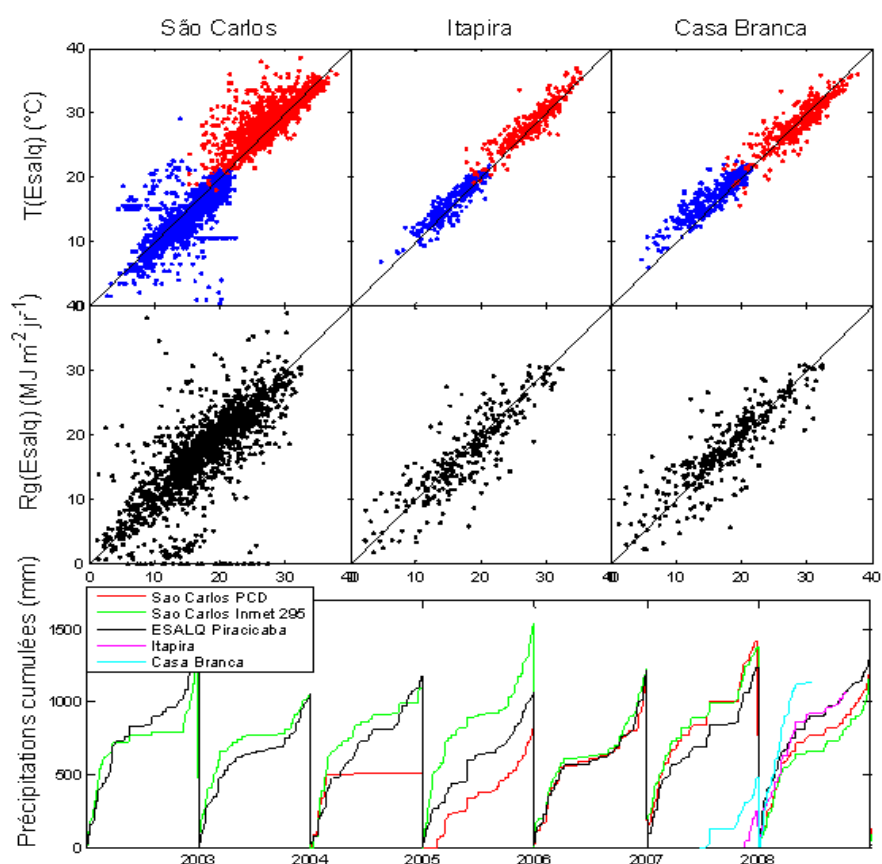 São Carlos Itapira Casa Branca
40
30
20
10
40
T(Esalq) (°C)
30
20
10
0
Rg(Esalq) (MJ m-2 jr-1)
0 10 20 30 40 10 20 30 40 10 20 30 40
Sao Carlos PCD
Sao Carlos Inmet 295
ESALQ Piracicaba
Itapira
Casa Branca
1500
1000
500
0
Précipitations cumulées (mm)
2003 2004 2005 2006 2007 2008